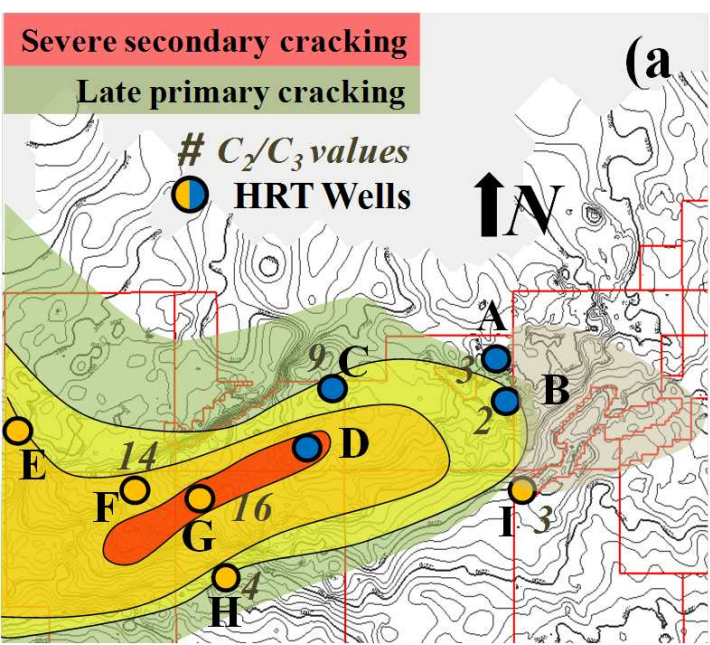 Severe secondary cracking
(a
Late primary cracking
# C₂/C₃ values
HRT Wells
N
A
9 C
3
B
2
D
E
14
F
16
G
I 3
4
H